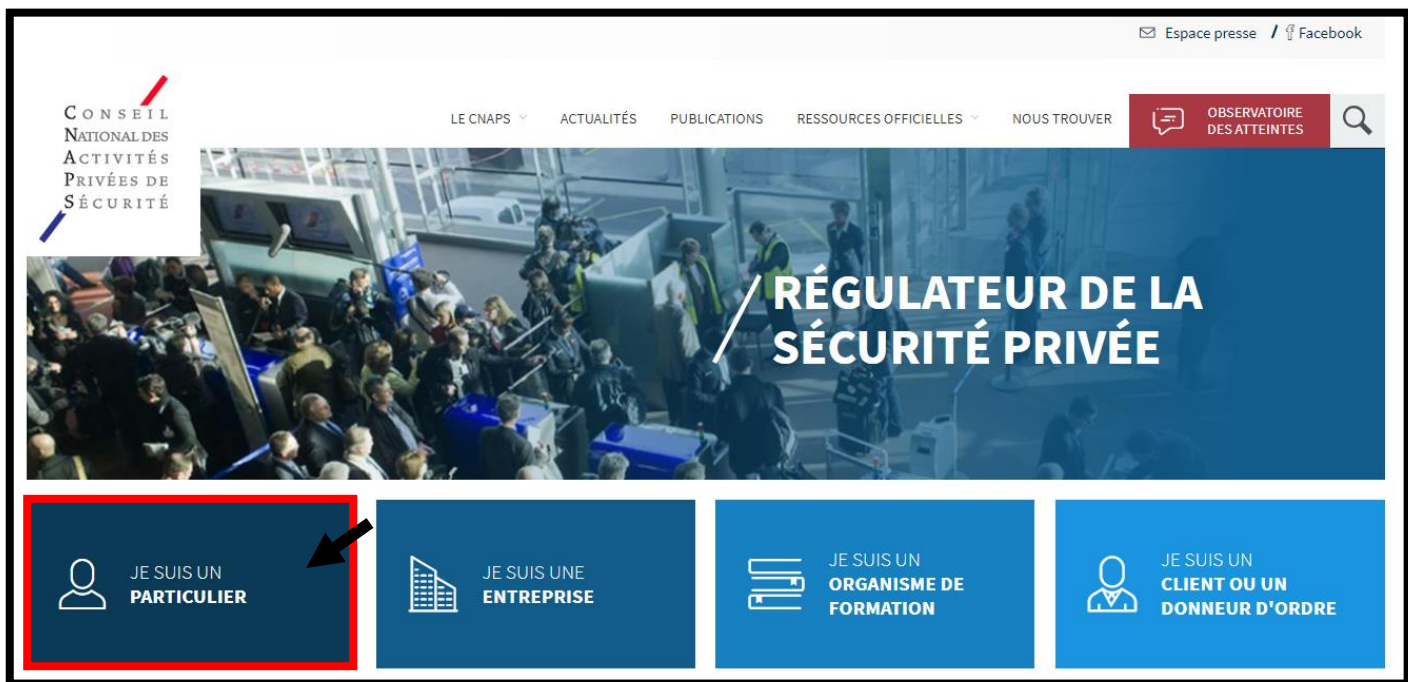 Espace presse / Facebook
CONSEIL
NATIONAL DES
ACTIVITÉS
PRIVÉES DE
SÉCURITÉ
LE CNAPS ACTUALITÉS PUBLICATIONS RESSOURCES OFFICIELLES NOUS TROUVER
OBSERVATOIRE
DES ATTEINTES
RÉGULATEUR DE LA
SÉCURITÉ PRIVÉE
JE SUIS UN
PARTICULIER
JE SUIS UNE
ENTREPRISE
JE SUIS UN
ORGANISME DE
FORMATION
JE SUIS UN
CLIENT OU UN
DONNEUR D'ORDRE